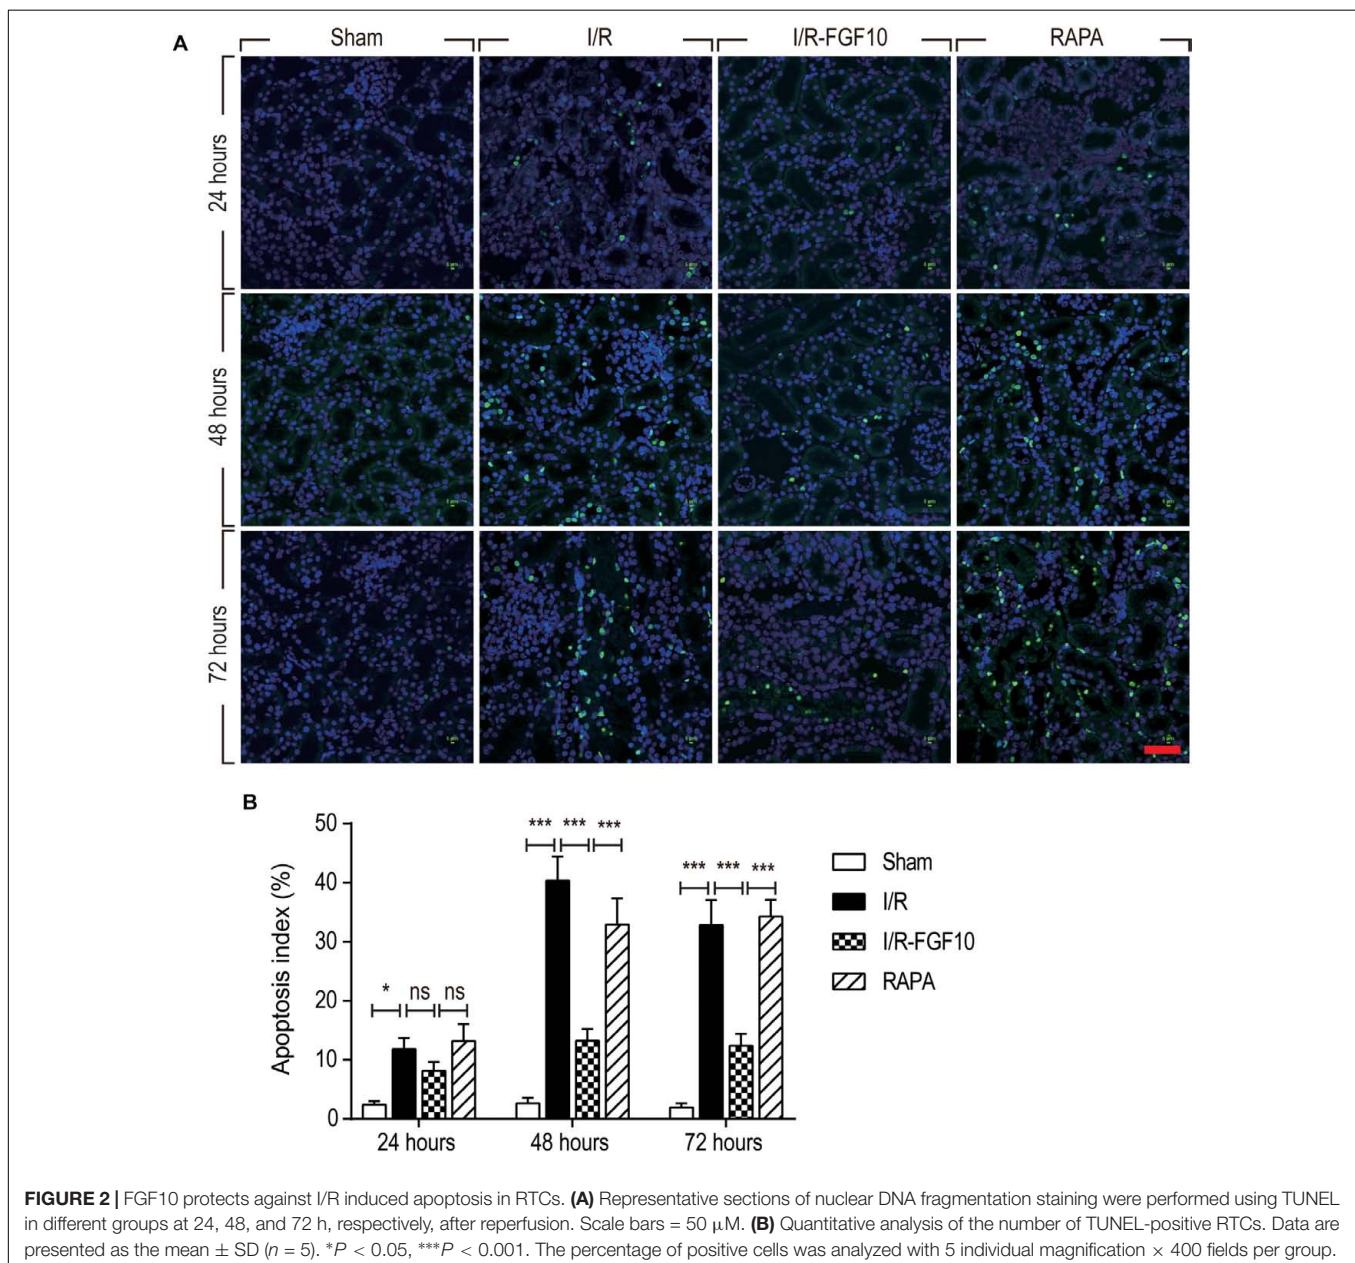 A
Sham
I/R
I/R-FGF10
RAPA
24 hours
48 hours
72 hours
B
Apoptosis index (%)
50
40
30
20
10
0
* ns ns
*** *** ***
*** *** ***
24 hours
48 hours
72 hours
Sham
I/R
I/R-FGF10
RAPA
FIGURE 2 | FGF10 protects against I/R induced apoptosis in RTCs. (A) Representative sections of nuclear DNA fragmentation staining were performed using TUNEL
in different groups at 24, 48, and 72 h, respectively, after reperfusion. Scale bars = 50 μM. (B) Quantitative analysis of the number of TUNEL-positive RTCs. Data are
presented as the mean ± SD (n = 5). *P < 0.05, ***P < 0.001. The percentage of positive cells was analyzed with 5 individual magnification × 400 fields per group.